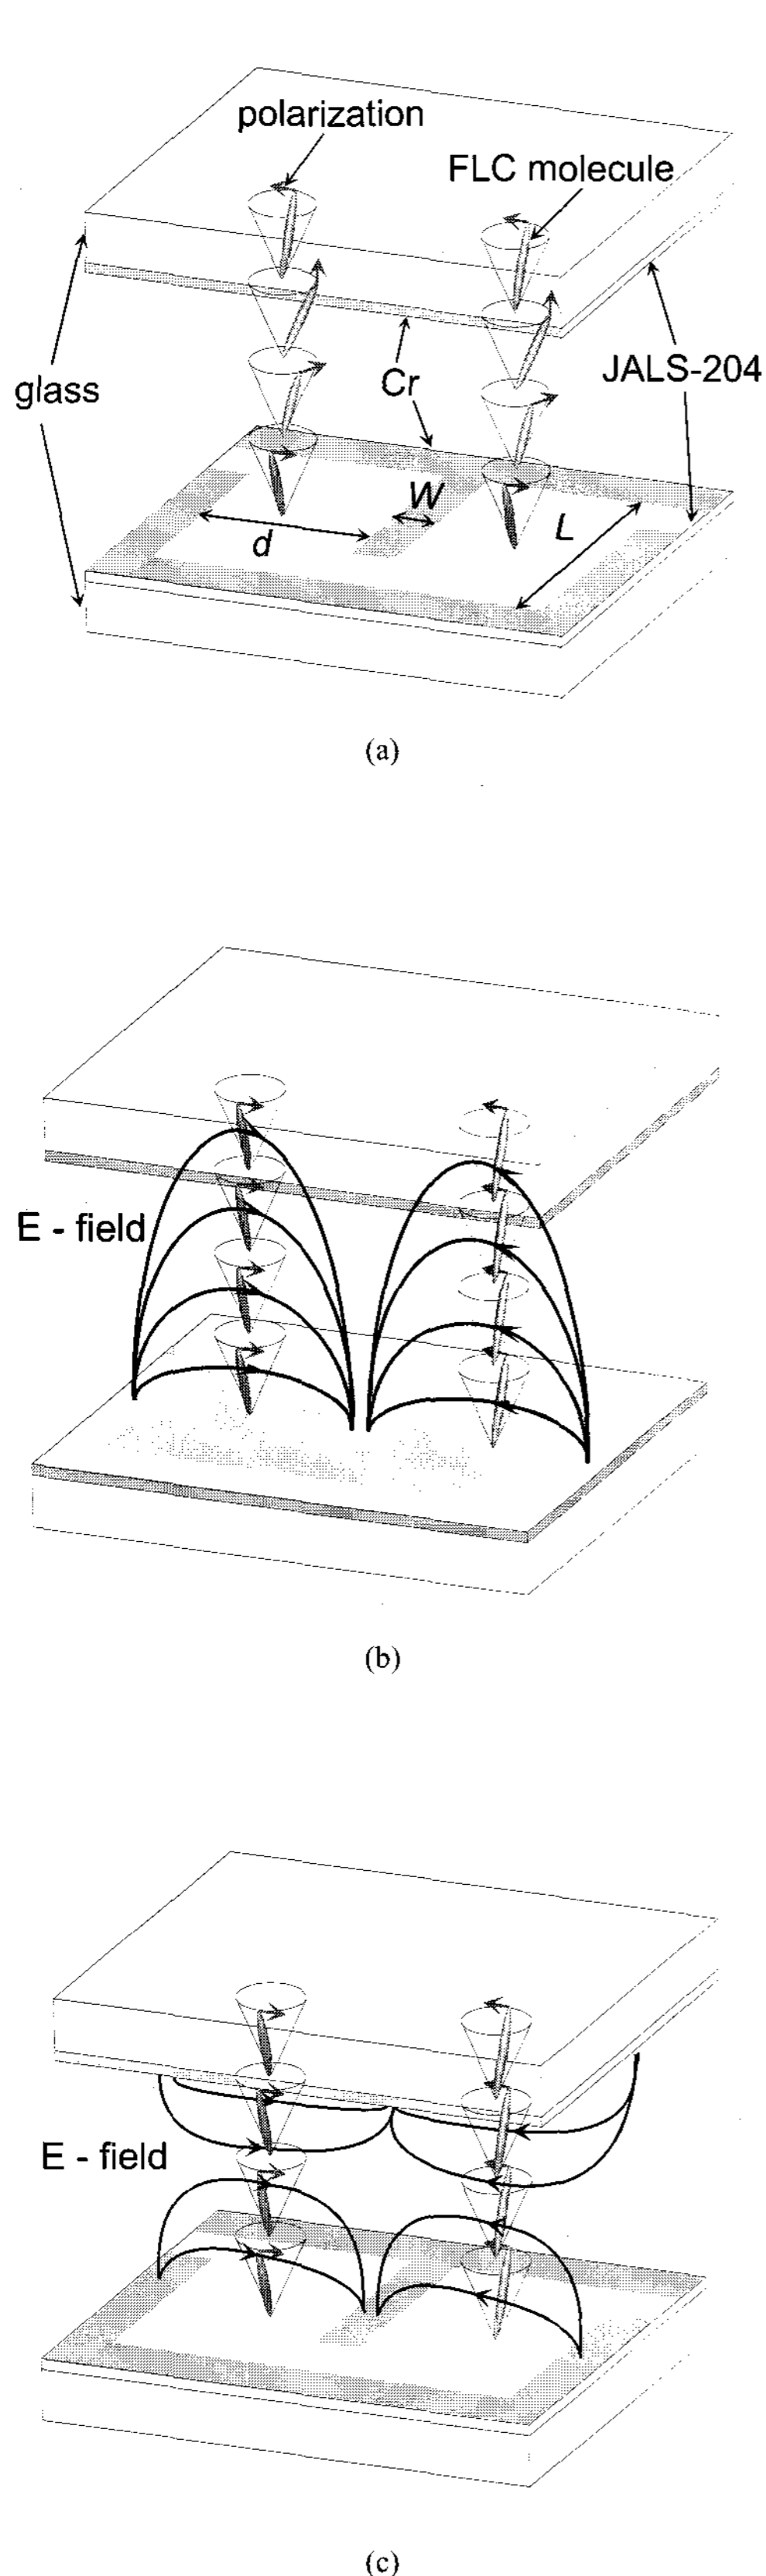 polarization
FLC molecule
glass
Cr
JALS-204
W
d
L
(a)
E - field
(b)
E - field
(c)